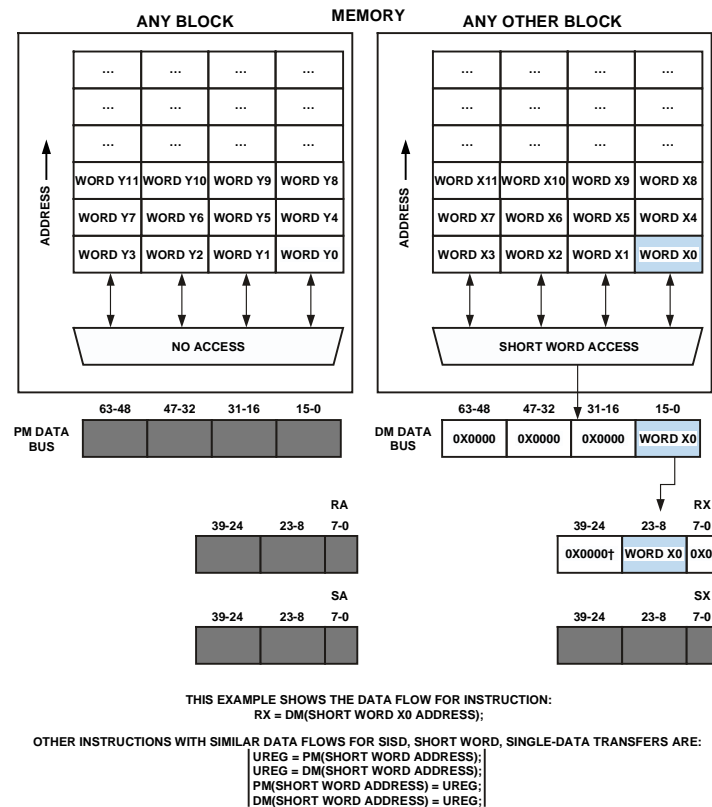 MEMORY
ANY BLOCK
... ... ... ...
... ... ... ...
... ... ... ...
WORD Y11 WORD Y10 WORD Y9 WORD Y8
WORD Y7 WORD Y6 WORD Y5 WORD Y4
WORD Y3 WORD Y2 WORD Y1 WORD Y0
ADDRESS
NO ACCESS
ANY OTHER BLOCK
... ... ... ...
... ... ... ...
... ... ... ...
WORD X11 WORD X10 WORD X9 WORD X8
WORD X7 WORD X6 WORD X5 WORD X4
WORD X3 WORD X2 WORD X1 WORD X0
ADDRESS
SHORT WORD ACCESS
63-48 47-32 31-16 15-0
PM DATA
BUS
63-48 47-32 31-16 15-0
DM DATA
BUS
0X0000 0X0000 0X0000 WORD X0
RA
39-24 23-8 7-0
RX
39-24 23-8 7-0
0X0000† WORD X0 0X0
SA
39-24 23-8 7-0
SX
39-24 23-8 7-0
THIS EXAMPLE SHOWS THE DATA FLOW FOR INSTRUCTION:
RX = DM(SHORT WORD X0 ADDRESS);
OTHER INSTRUCTIONS WITH SIMILAR DATA FLOWS FOR SISD, SHORT WORD, SINGLE-DATA TRANSFERS ARE:
UREG = PM(SHORT WORD ADDRESS);
UREG = DM(SHORT WORD ADDRESS);
PM(SHORT WORD ADDRESS) = UREG;
DM(SHORT WORD ADDRESS) = UREG;